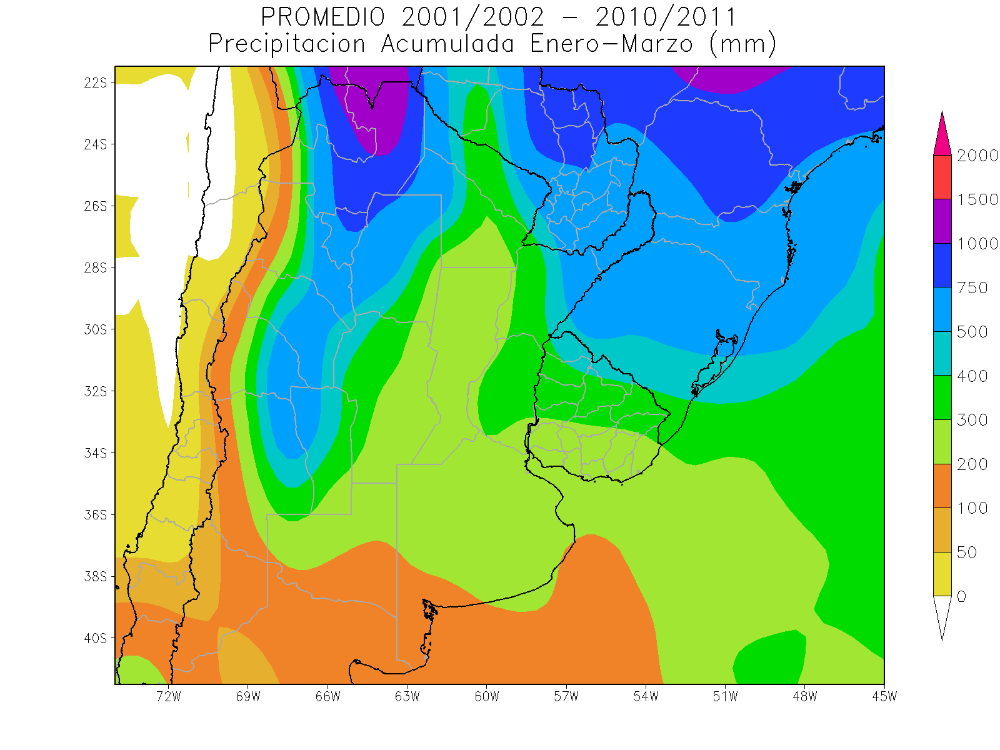 PROMEDIO 2001/2002 - 2010/2011
Precipitacion Acumulada Enero-Marzo (mm)
22S
24S
26S
28S
30S
32S
34S
36S
38S
40S
72W 69W 66W 63W 60W 57W 54W 51W 48W 45W
2000
1500
1000
750
500
400
300
200
100
50
0